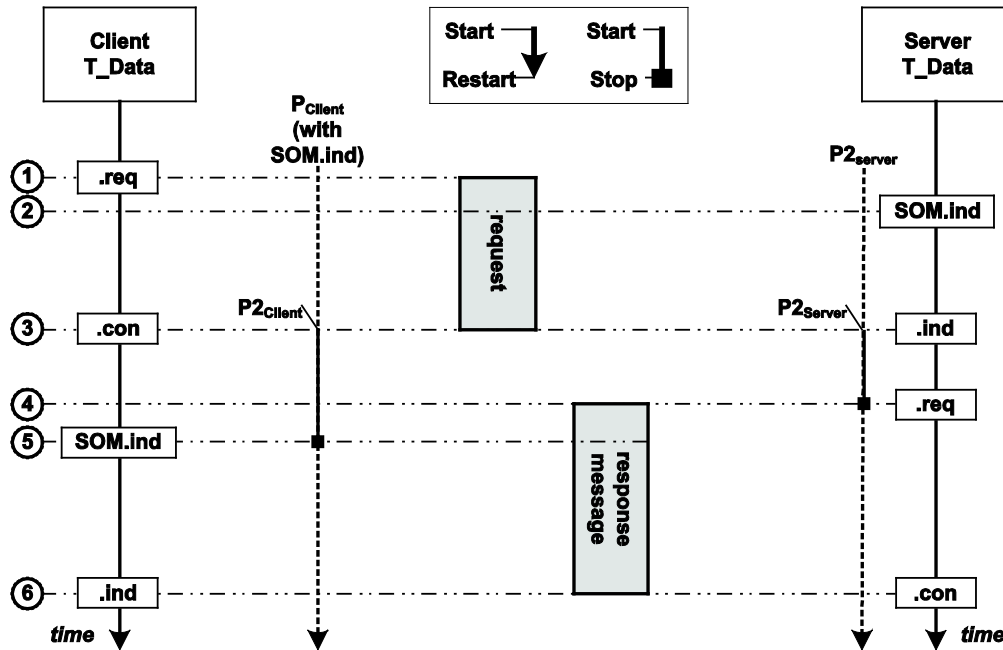 Client
T_Data
Start
Restart
Start
Stop
Server
T_Data
PClient
(with
SOM.ind)
P2server
1
.req
2
SOM.ind
request
P2Client
P2Server
3
.con
.ind
4
.req
5
SOM.ind
response
message
6
.ind
.con
time
time